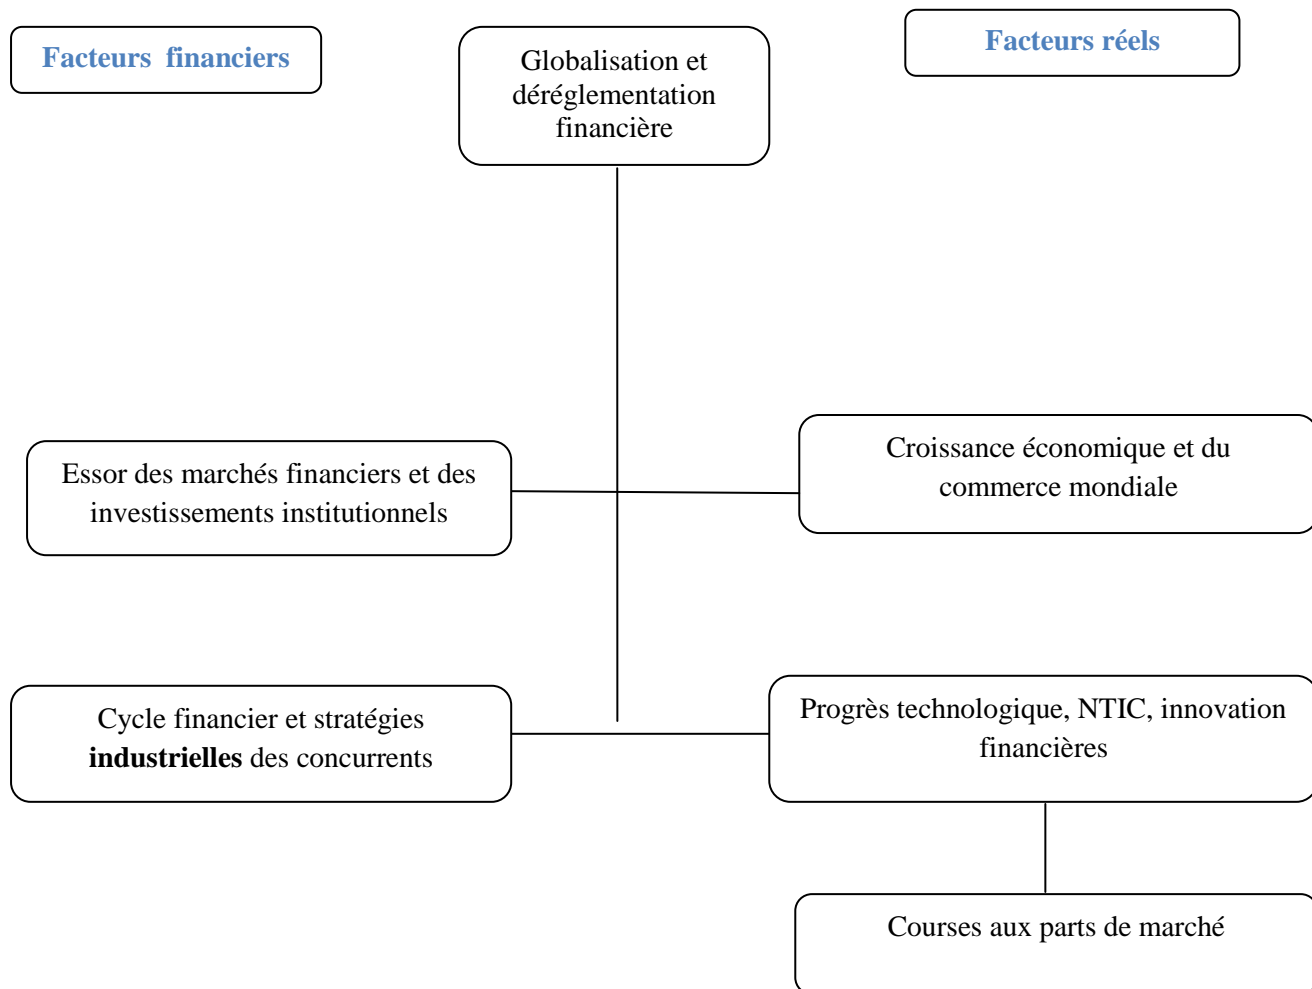 Facteurs financiers
Globalisation et
déréglementation
financière
Facteurs réels
Essor des marchés financiers et des
investissements institutionnels
Croissance économique et du
commerce mondiale
Cycle financier et stratégies
industrielles des concurrents
Progrès technologique, NTIC, innovation
financières
Courses aux parts de marché